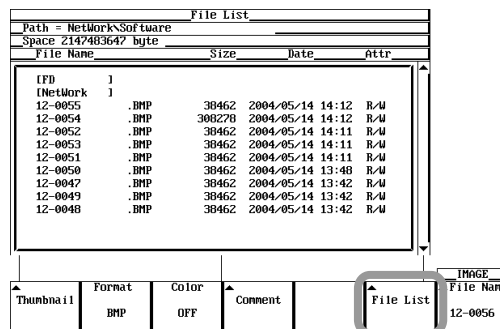 File List
Path = NetWork\Software
Space 2147483647 byte
File Name Size Date Attr
[FD ]
[NetWork ]
12-0055 .BMP 38462 2004/05/14 14:12 R/W
12-0054 .BMP 308278 2004/05/14 14:12 R/W
12-0052 .BMP 38462 2004/05/14 14:11 R/W
12-0053 .BMP 38462 2004/05/14 14:11 R/W
12-0051 .BMP 38462 2004/05/14 14:11 R/W
12-0050 .BMP 38462 2004/05/14 13:48 R/W
12-0047 .BMP 38462 2004/05/14 13:42 R/W
12-0049 .BMP 38462 2004/05/14 13:42 R/W
12-0048 .BMP 38462 2004/05/14 13:42 R/W
IMAGE
Thumbnail
Format
BMP
Color
OFF
Comment
File List
File Nam
12-0056